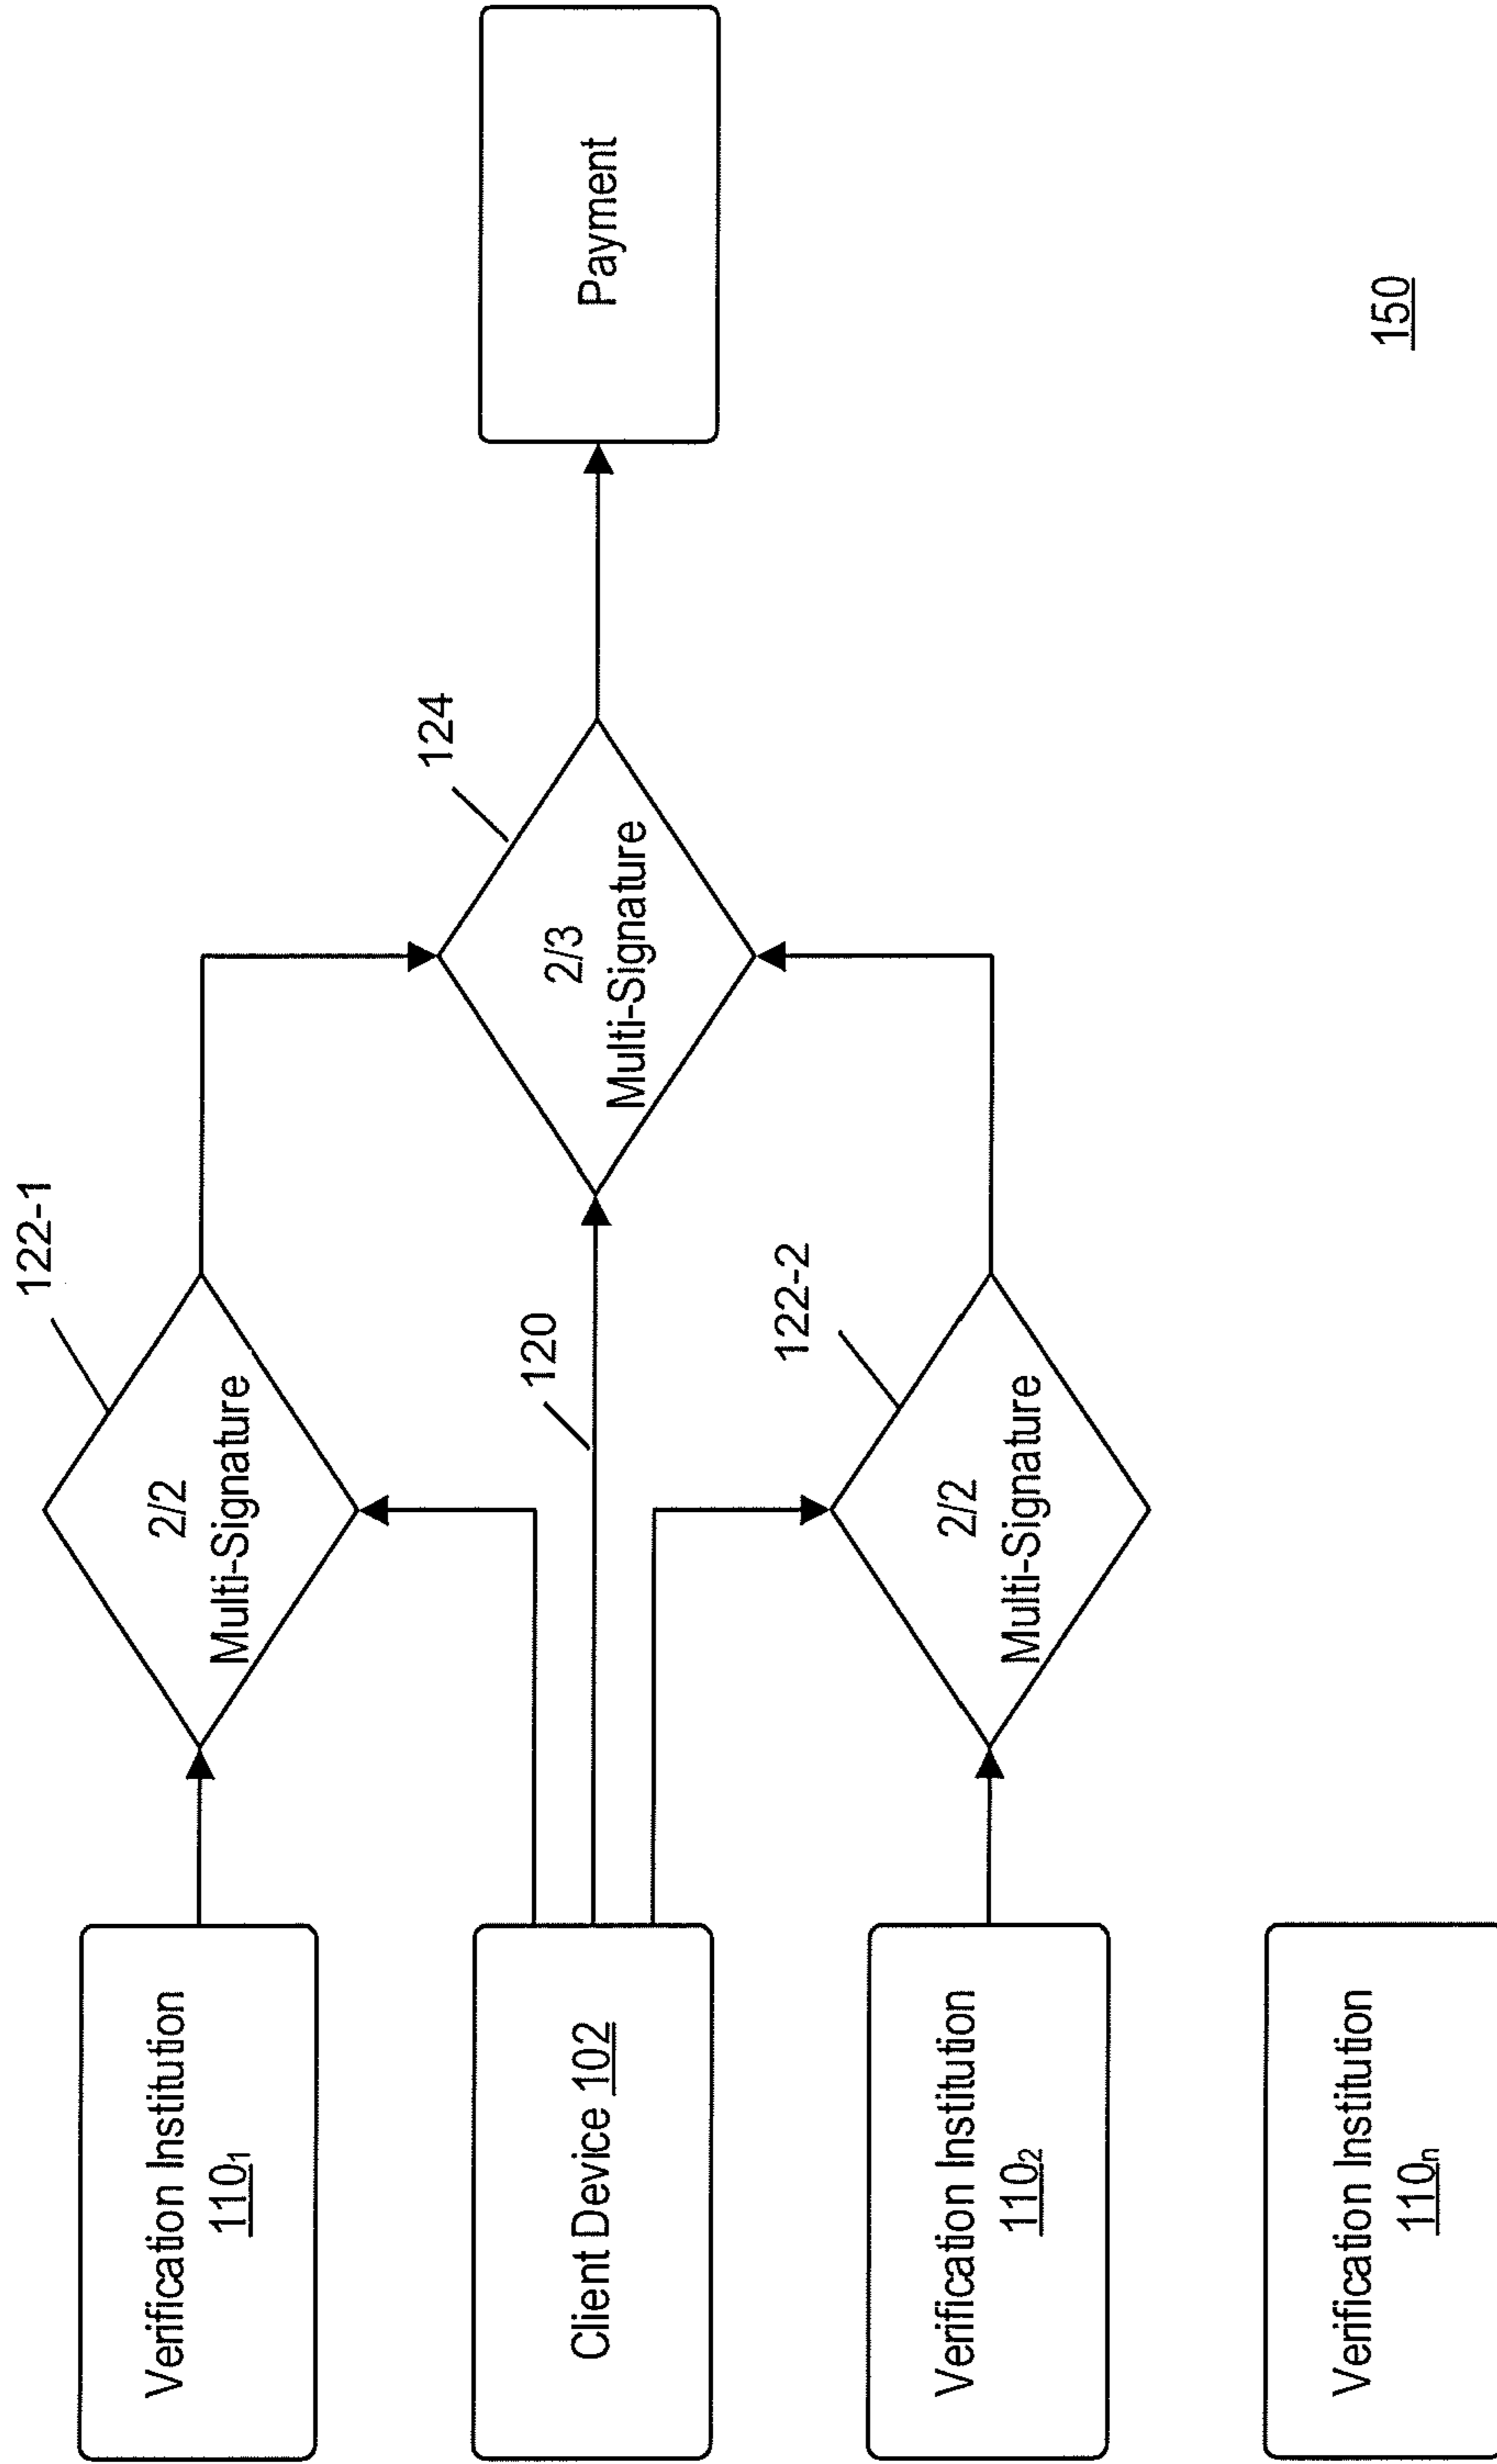 Verification Institution
110₁
122-1
2/2
Multi-Signature
Client Device 102
120
124
2/3
Multi-Signature
Payment
Verification Institution
110₂
122-2
2/2
Multi-Signature
Verification Institution
110ₙ
150